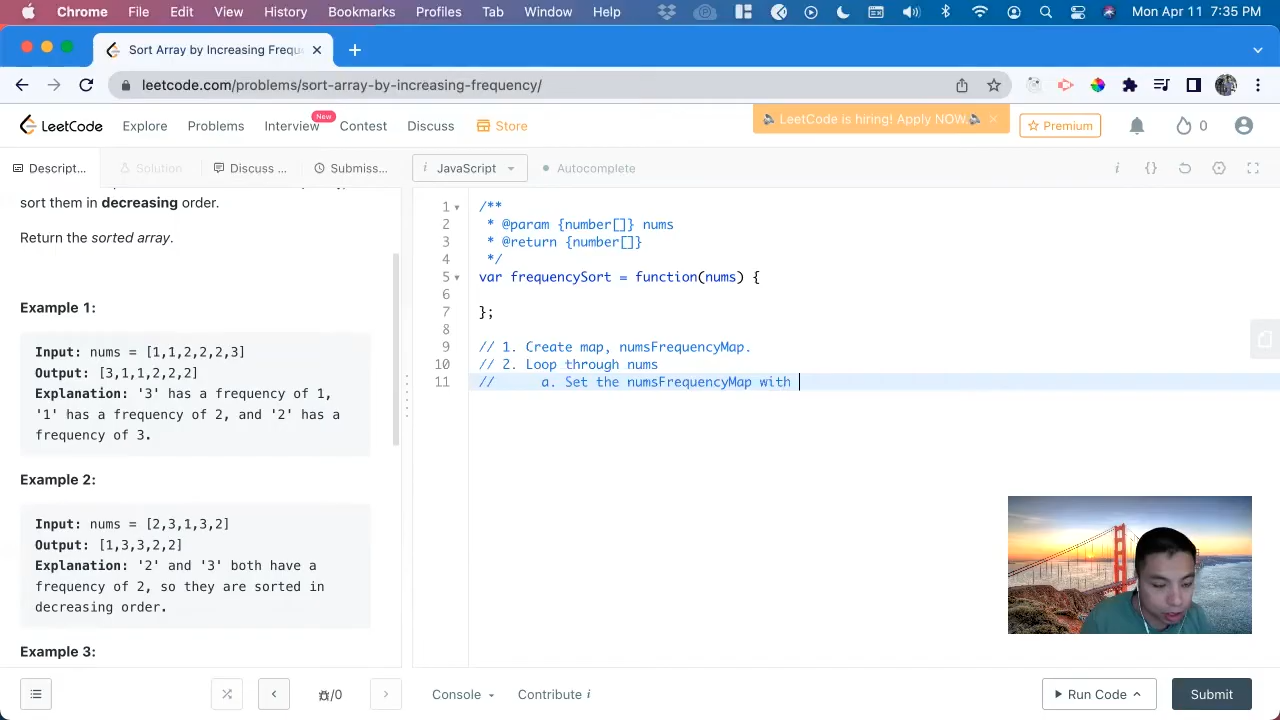 Chrome File Edit View History Bookmarks Profiles Tab Window Help Mon Apr 11 7:35 PM
Sort Array by Increasing Frequ
leetcode.com/problems/sort-array-by-increasing-frequency/
LeetCode Explore Problems Interview New Contest Discuss Store
LeetCode is hiring! Apply NOW.
Premium 0
Descript... Solution Discuss ... Submiss...
i JavaScript Autocomplete i {}
sort them in decreasing order.
Return the sorted array.
Example 1:
Input: nums = [1,1,2,2,2,3]
Output: [3,1,1,2,2,2]
Explanation: '3' has a frequency of 1,
'1' has a frequency of 2, and '2' has a
frequency of 3.
Example 2:
Input: nums = [2,3,1,3,2]
Output: [1,3,3,2,2]
Explanation: '2' and '3' both have a
frequency of 2, so they are sorted in
decreasing order.
Example 3:
1 /**
2 * @param {number[]} nums
3 * @return {number[]}
4 */
5 var frequencySort = function(nums) {
6
7 };
8
9 // 1. Create map, numsFrequencyMap.
10 // 2. Loop through nums
11 // a. Set the numsFrequencyMap with
/0
Console Contribute i
Run Code Submit